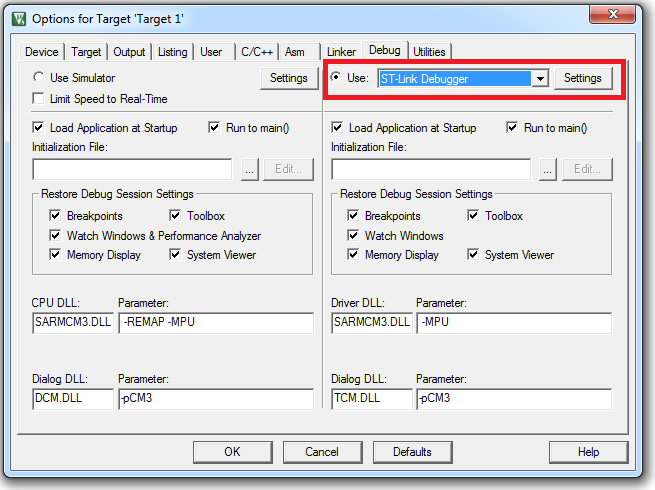 Options for Target 'Target 1'
Device Target Output Listing User C/C++ Asm Linker Debug Utilities
Use Simulator Settings Use: ST-Link Debugger Settings
Limit Speed to Real-Time
Load Application at Startup Run to main() Load Application at Startup Run to main()
Initialization File: Initialization File:
... Edit... ... Edit...
Restore Debug Session Settings Restore Debug Session Settings
Breakpoints Toolbox Breakpoints Toolbox
Watch Windows & Performance Analyzer Watch Windows
Memory Display System Viewer Memory Display System Viewer
CPU DLL: Parameter: Driver DLL: Parameter:
SARMCM3.DLL -REMAP -MPU SARMCM3.DLL -MPU
Dialog DLL: Parameter: Dialog DLL: Parameter:
DCM.DLL -pCM3 TCM.DLL -pCM3
OK Cancel Defaults Help